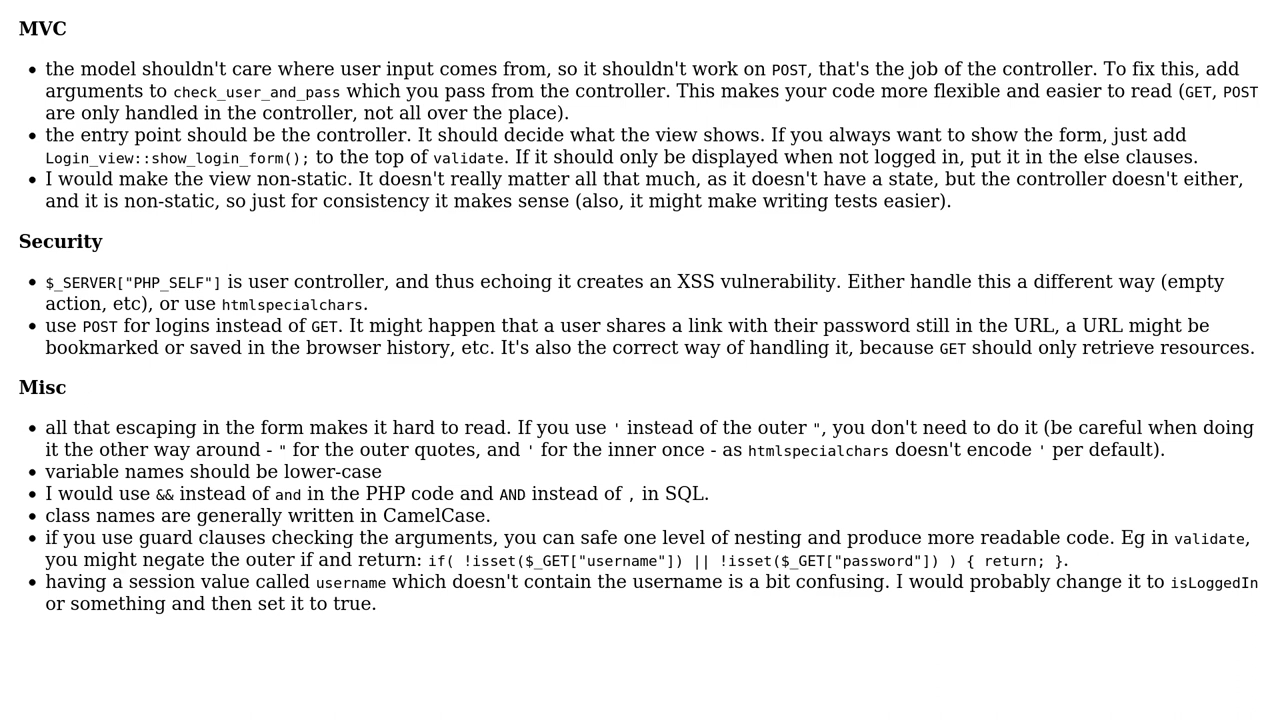 MVC
the model shouldn't care where user input comes from, so it shouldn't work on POST, that's the job of the controller. To fix this, add
arguments to check_user_and_pass which you pass from the controller. This makes your code more flexible and easier to read (GET, POST
are only handled in the controller, not all over the place).
the entry point should be the controller. It should decide what the view shows. If you always want to show the form, just add
Login_view::show_login_form(); to the top of validate. If it should only be displayed when not logged in, put it in the else clauses.
I would make the view non-static. It doesn't really matter all that much, as it doesn't have a state, but the controller doesn't either,
and it is non-static, so just for consistency it makes sense (also, it might make writing tests easier).
Security
$_SERVER["PHP_SELF"] is user controller, and thus echoing it creates an XSS vulnerability. Either handle this a different way (empty
action, etc), or use htmlspecialchars.
use POST for logins instead of GET. It might happen that a user shares a link with their password still in the URL, a URL might be
bookmarked or saved in the browser history, etc. It's also the correct way of handling it, because GET should only retrieve resources.
Misc
all that escaping in the form makes it hard to read. If you use ' instead of the outer ", you don't need to do it (be careful when doing
it the other way around - " for the outer quotes, and ' for the inner once - as htmlspecialchars doesn't encode ' per default).
variable names should be lower-case
I would use && instead of and in the PHP code and AND instead of , in SQL.
class names are generally written in CamelCase.
if you use guard clauses checking the arguments, you can safe one level of nesting and produce more readable code. Eg in validate,
you might negate the outer if and return: if( !isset($_GET["username"]) || !isset($_GET["password"]) ) { return; }.
having a session value called username which doesn't contain the username is a bit confusing. I would probably change it to isLoggedIn
or something and then set it to true.